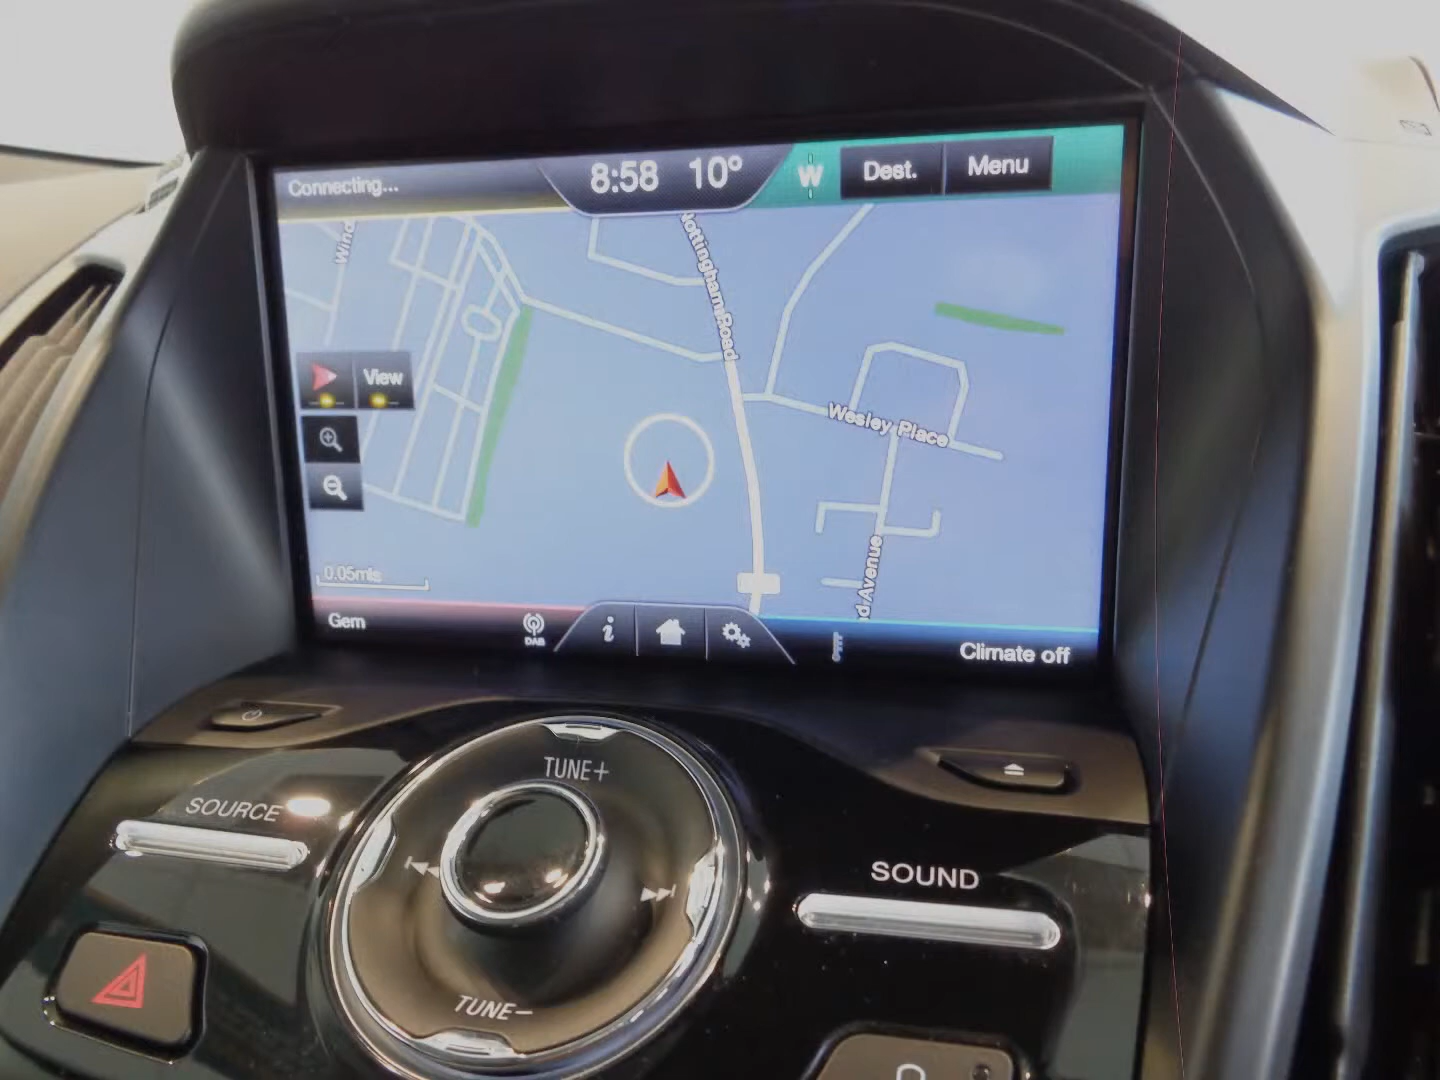 Connecting...
8:58 10°
W
Dest.
Menu
Wind
Nottingham Road
View
Wesley Place
0.05mls
d Avenue
Gem
DAB
i
Climate off
TUNE+
SOURCE
SOUND
TUNE−